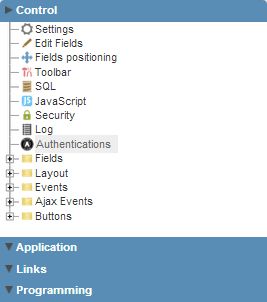 Control
Settings
Edit Fields
Fields positioning
Toolbar
SQL
JavaScript
Security
Log
Authentications
Fields
Layout
Events
Ajax Events
Buttons
Application
Links
Programming